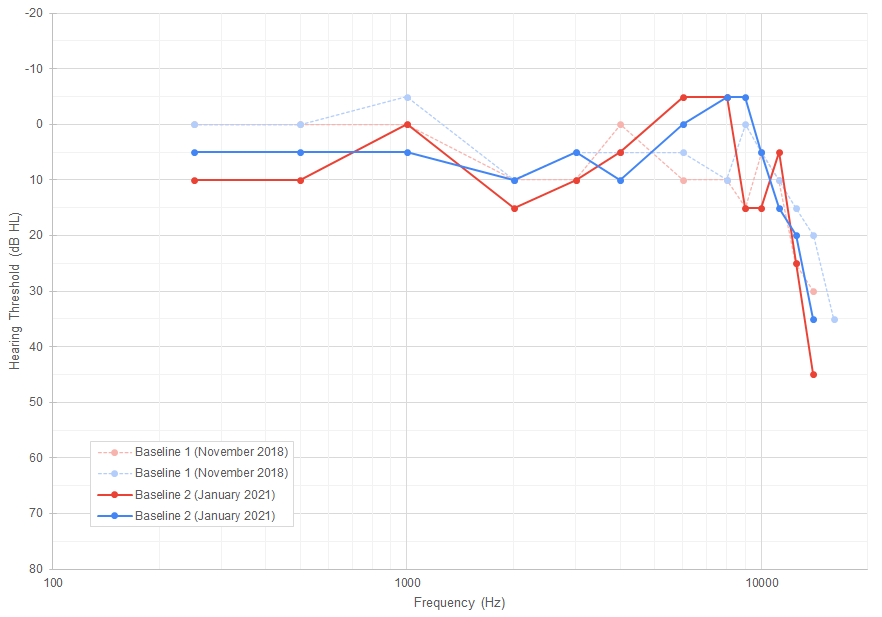 -20
-10
0
10
20
30
40
50
60
70
80
Hearing Threshold (dB HL)
Baseline 1 (November 2018)
Baseline 1 (November 2018)
Baseline 2 (January 2021)
Baseline 2 (January 2021)
100 1000 10000
Frequency (Hz)